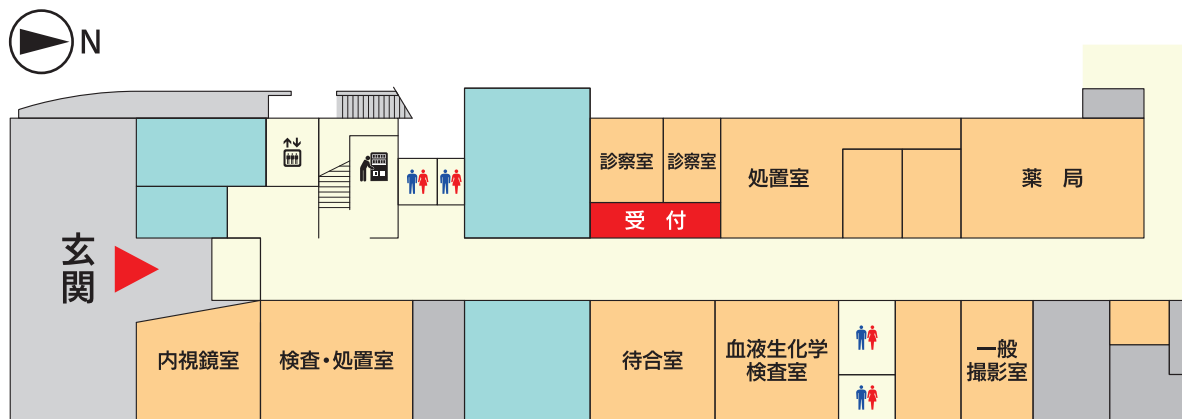 N
診察室
診察室
処置室
薬 局
受 付
玄
関
内視鏡室
検査・処置室
待合室
血液生化学
検査室
一般
撮影室